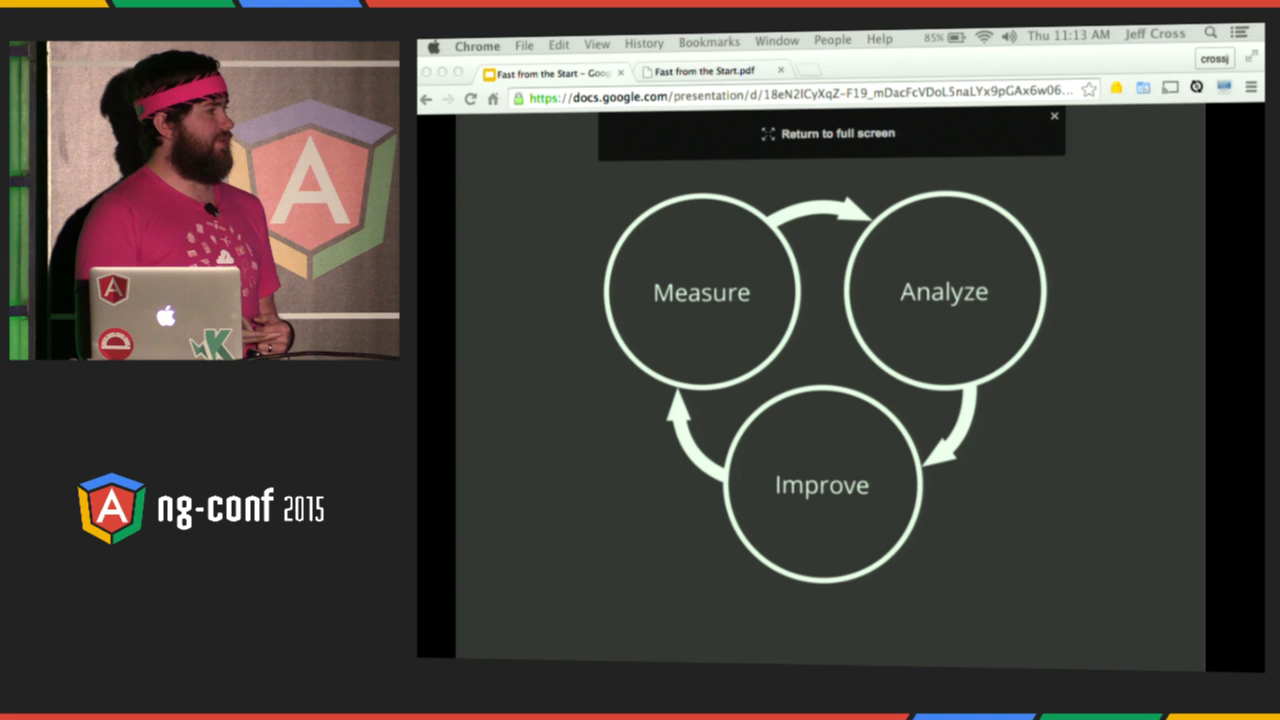 Chrome File Edit View History Bookmarks Window People Help 85% Thu 11:13 AM Jeff Cross
Fast from the Start - Goog × Fast from the Start.pdf × crossj
https://docs.google.com/presentation/d/18eN2lCyXqZ-F19_mDacFcVDoL5naLYx9pGAx6w06...
Return to full screen ×
A
Measure
Analyze
Improve
K
A ng-conf 2015